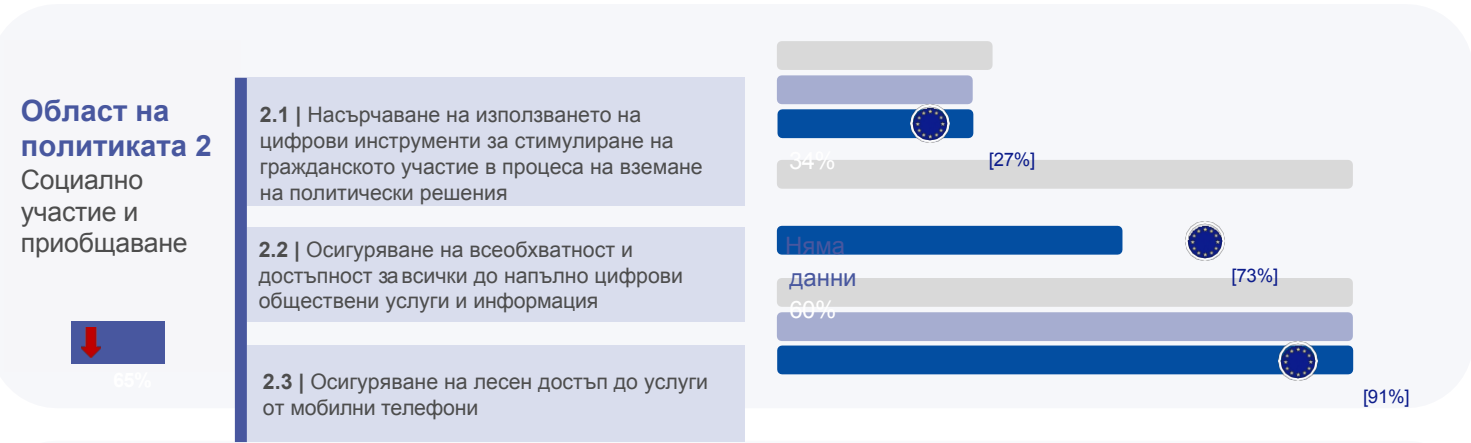 Област на
политиката 2
Социално
участие и
приобщаване
65%
2.1 | Насърчаване на използването на
цифрови инструменти за стимулиране на
гражданското участие в процеса на вземане
на политически решения
2.2 | Осигуряване на всеобхватност и
достъпност за всички до напълно цифрови
обществени услуги и информация
2.3 | Осигуряване на лесен достъп до услуги
от мобилни телефони
34%
[27%]
Няма
данни
[73%]
60%
[91%]